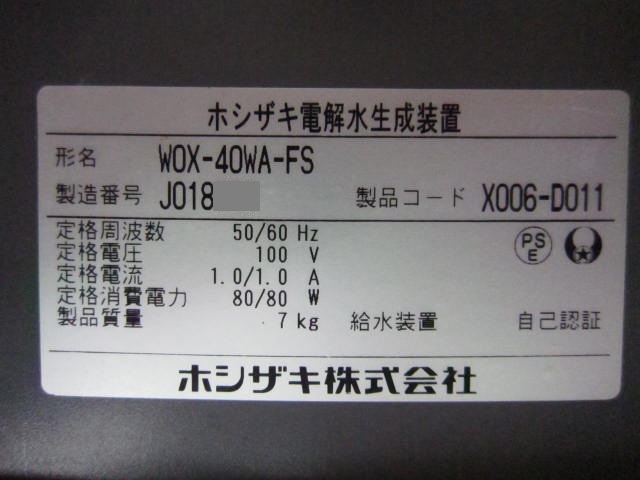 ホシザキ電解水生成装置
形名 WOX-40WA-FS
製造番号 J018 製品コード X006-D011
定格周波数 50/60 Hz
定格電圧 100 V
定格電流 1.0/1.0 A
定格消費電力 80/80 W
製品質量 7 kg 給水装置 自己認証
PS
E
ホシザキ株式会社